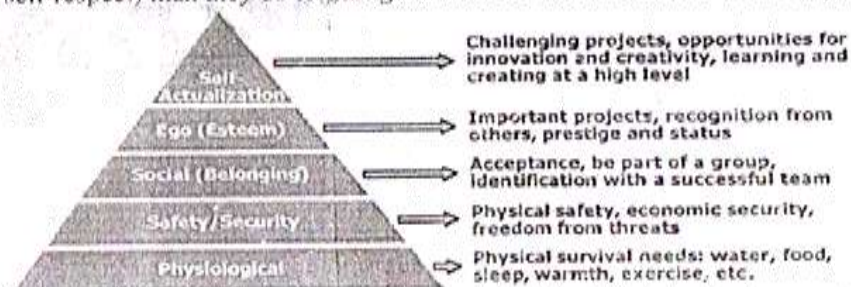 Challenging projects, opportunities for
innovation and creativity, learning and
creating at a high level
Self-
Actualization
Important projects, recognition from
others, prestige and status
Ego (Esteem)
Acceptance, be part of a group,
identification with a successful team
Social (Belonging)
Physical safety, economic security,
freedom from threats
Safety/Security
Physical survival needs: water, food,
sleep, warmth, exercise, etc.
Physiological